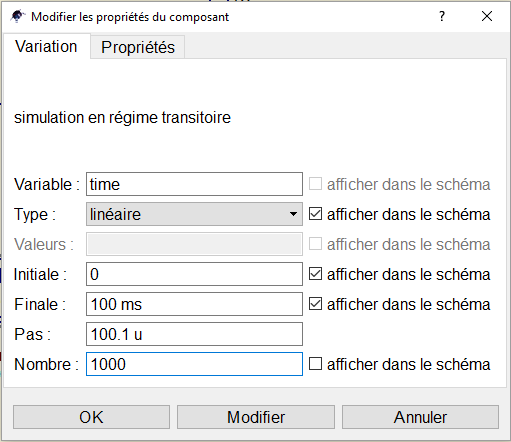 Modifier les propriétés du composant
Variation Propriétés
simulation en régime transitoire
Variable : time afficher dans le schéma
Type : linéaire afficher dans le schéma
Valeurs : afficher dans le schéma
Initiale : 0 afficher dans le schéma
Finale : 100 ms afficher dans le schéma
Pas : 100.1 u
Nombre : 1000 afficher dans le schéma
OK Modifier Annuler